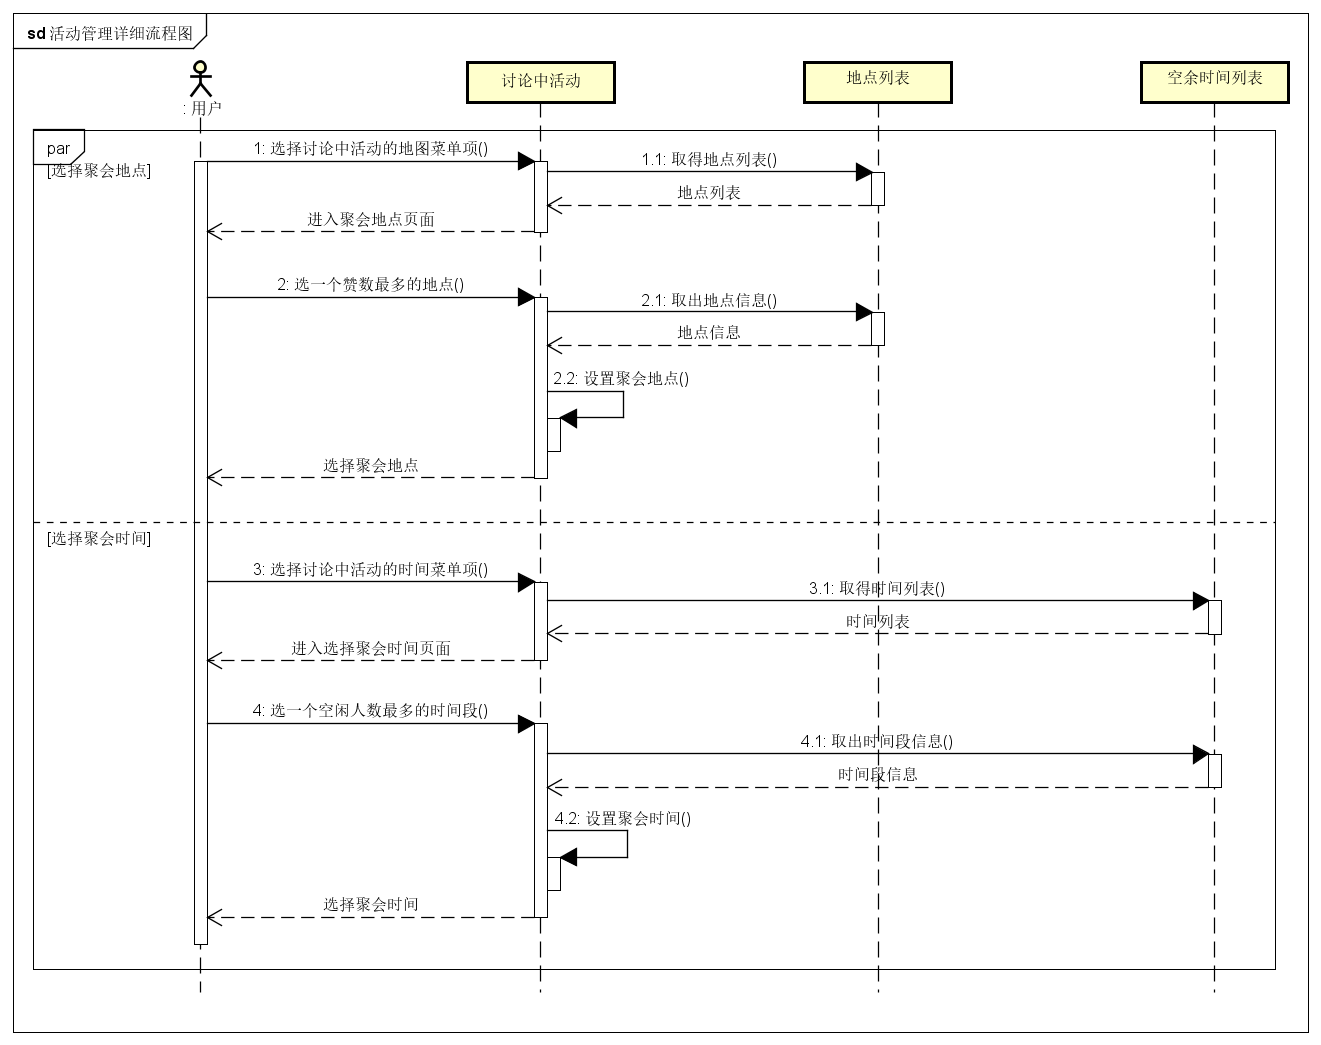 sd 活动管理详细流程图
: 用户
讨论中活动
地点列表
空余时间列表
par
[选择聚会地点]
1: 选择讨论中活动的地图菜单项()
1.1: 取得地点列表()
地点列表
进入聚会地点页面
2: 选一个赞数最多的地点()
2.1: 取出地点信息()
地点信息
2.2: 设置聚会地点()
选择聚会地点
[选择聚会时间]
3: 选择讨论中活动的时间菜单项()
3.1: 取得时间列表()
时间列表
进入选择聚会时间页面
4: 选一个空闲人数最多的时间段()
4.1: 取出时间段信息()
时间段信息
4.2: 设置聚会时间()
选择聚会时间